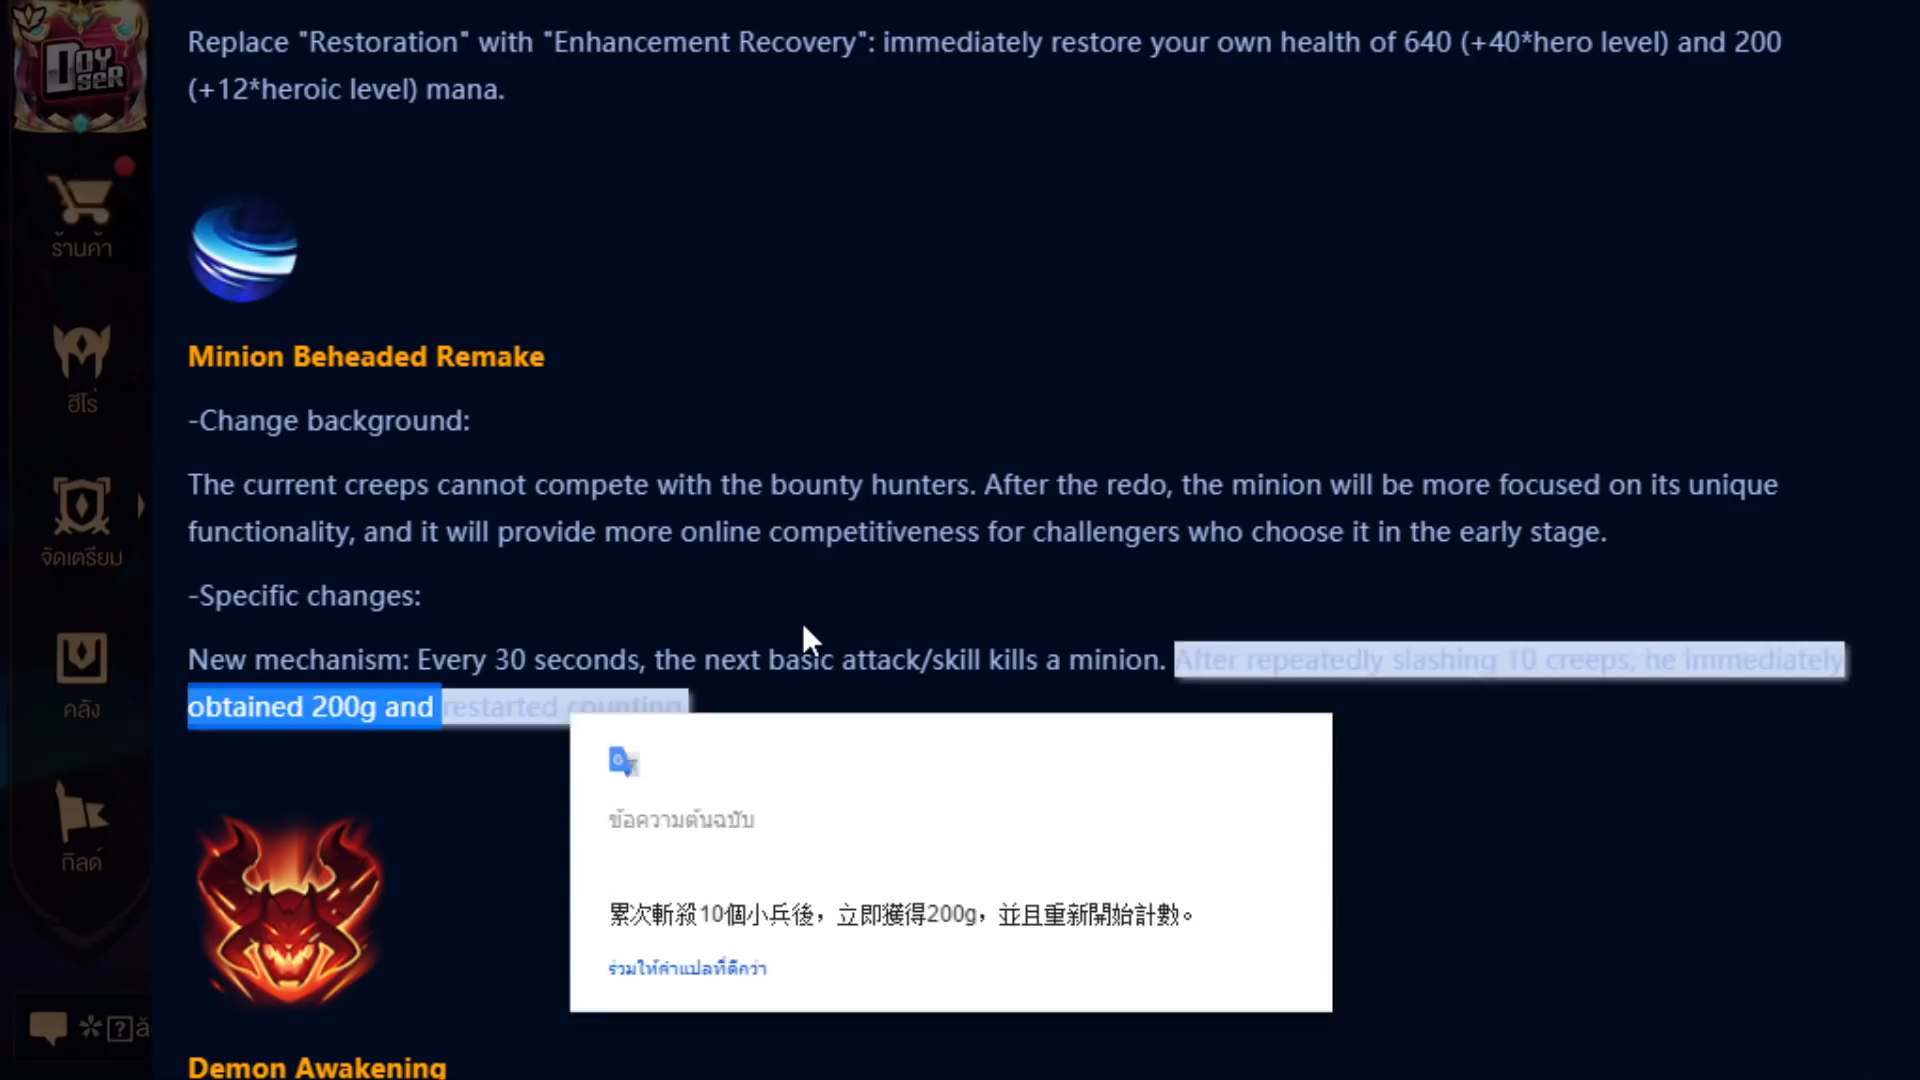 Replace "Restoration" with "Enhancement Recovery": immediately restore your own health of 640 (+40*hero level) and 200
(+12*heroic level) mana.
DOY
SER
ร้านค้า
Minion Beheaded Remake
ฮีโร่
-Change background:
The current creeps cannot compete with the bounty hunters. After the redo, the minion will be more focused on its unique
functionality, and it will provide more online competitiveness for challengers who choose it in the early stage.
จัดเตรียม
-Specific changes:
New mechanism: Every 30 seconds, the next basic attack/skill kills a minion. After repeatedly slashing 10 creeps, he immediately
obtained 200g and restarted counting.
คลัง
ข้อความต้นฉบับ
กิลด์
累次斬殺10個小兵後，立即獲得200g，並且重新開始計數。
ร่วมให้คำแปลที่ดีกว่า
Demon Awakening